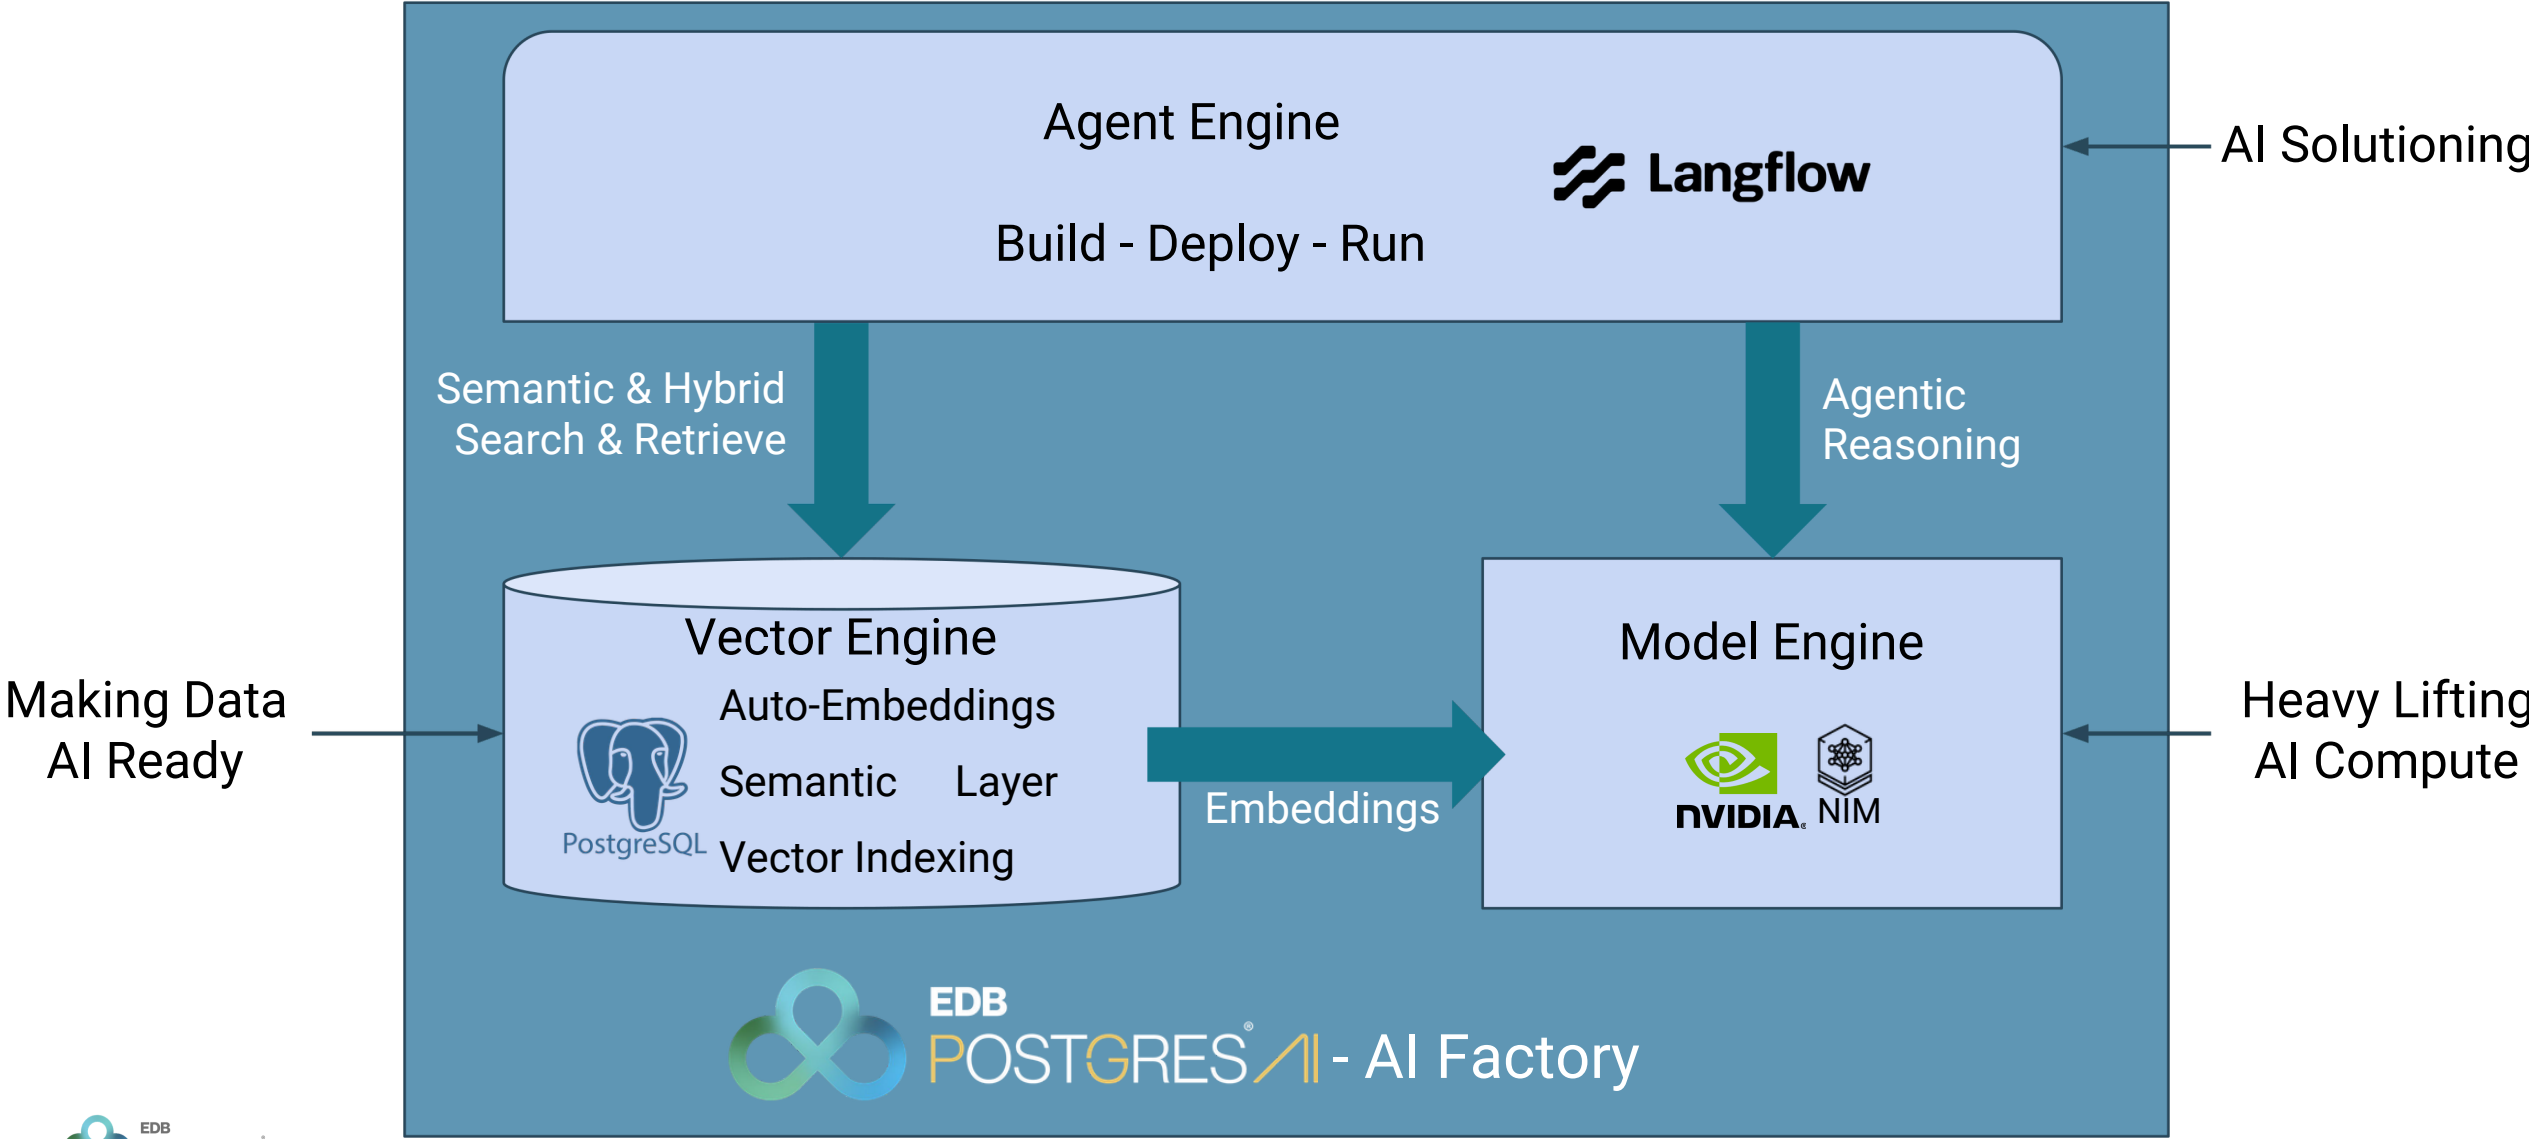 Agent Engine
Langflow
Build - Deploy - Run
AI Solutioning
Semantic & Hybrid
Search & Retrieve
Agentic
Reasoning
Making Data
AI Ready
Vector Engine
Auto-Embeddings
Semantic Layer
Vector Indexing
PostgreSQL
Embeddings
Model Engine
NVIDIA.
NIM
Heavy Lifting
AI Compute
EDB
POSTGRES® AI - AI Factory
EDB